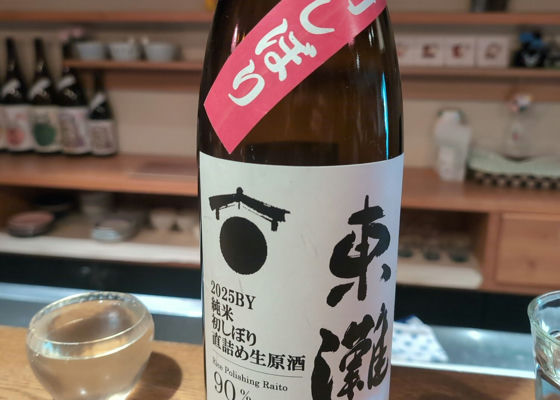 しぼり
東灘
2025BY
純米
初しぼり
直詰め生原酒
Rice Polishing Raito
90%